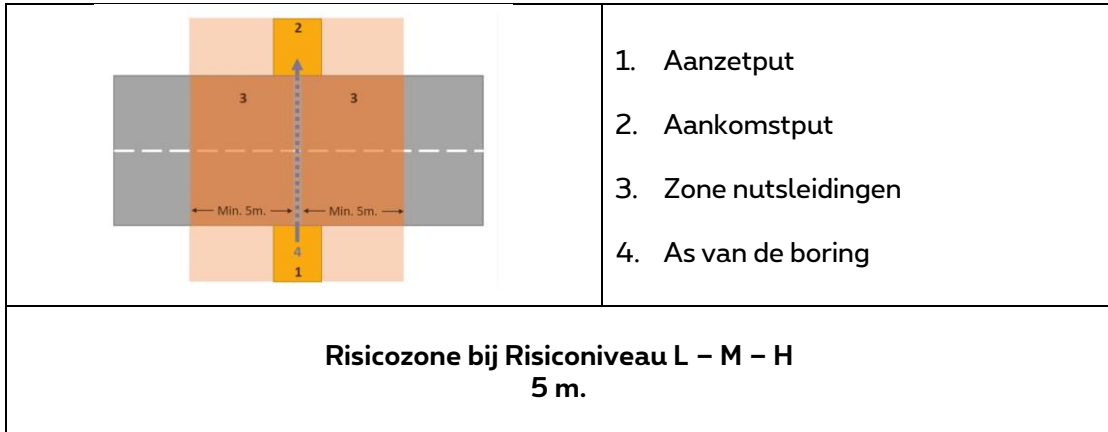 2
3 3
Min. 5m. Min. 5m.
4
1
1. Aanzetput
2. Aankomstput
3. Zone nutsleidingen
4. As van de boring
Risicozone bij Risiconiveau L – M – H
5 m.